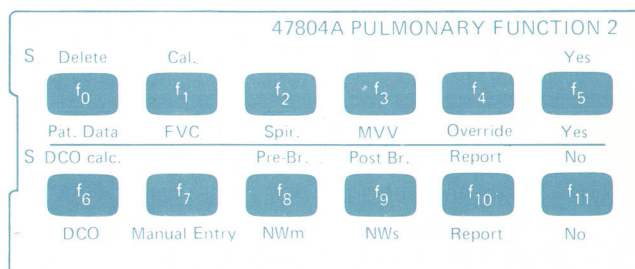 47804A PULMONARY FUNCTION 2
S Delete Cal. Yes
f0 f1 f2 f3 f4 f5
Pat. Data FVC Spir. MVV Override Yes
S DCO calc. Pre-Br. Post Br. Report No
f6 f7 f8 f9 f10 f11
DCO Manual Entry NWm NWs Report No